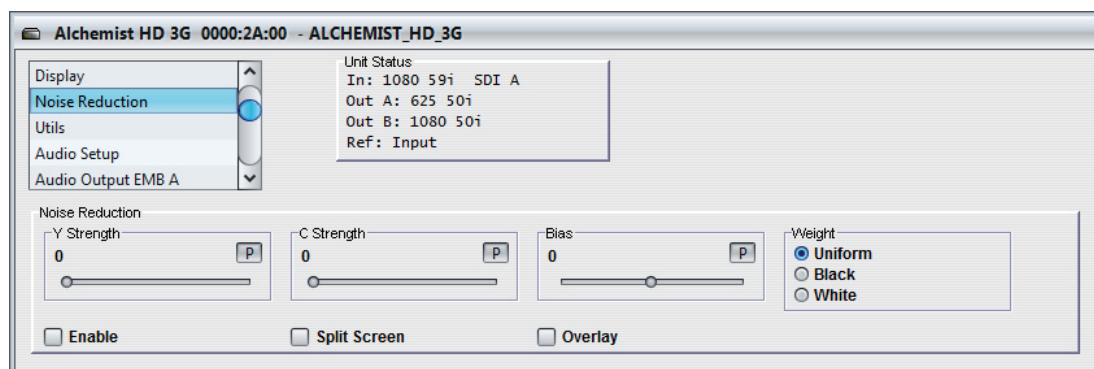 Alchemist HD 3G 0000:2A:00 - ALCHEMIST_HD_3G
Display
Noise Reduction
Utils
Audio Setup
Audio Output EMB A
Unit Status
In: 1080 59i SDI A
Out A: 625 50i
Out B: 1080 50i
Ref: Input
Noise Reduction
Y Strength
0 P
C Strength
0 P
Bias
0 P
Weight
Uniform
Black
White
Enable
Split Screen
Overlay